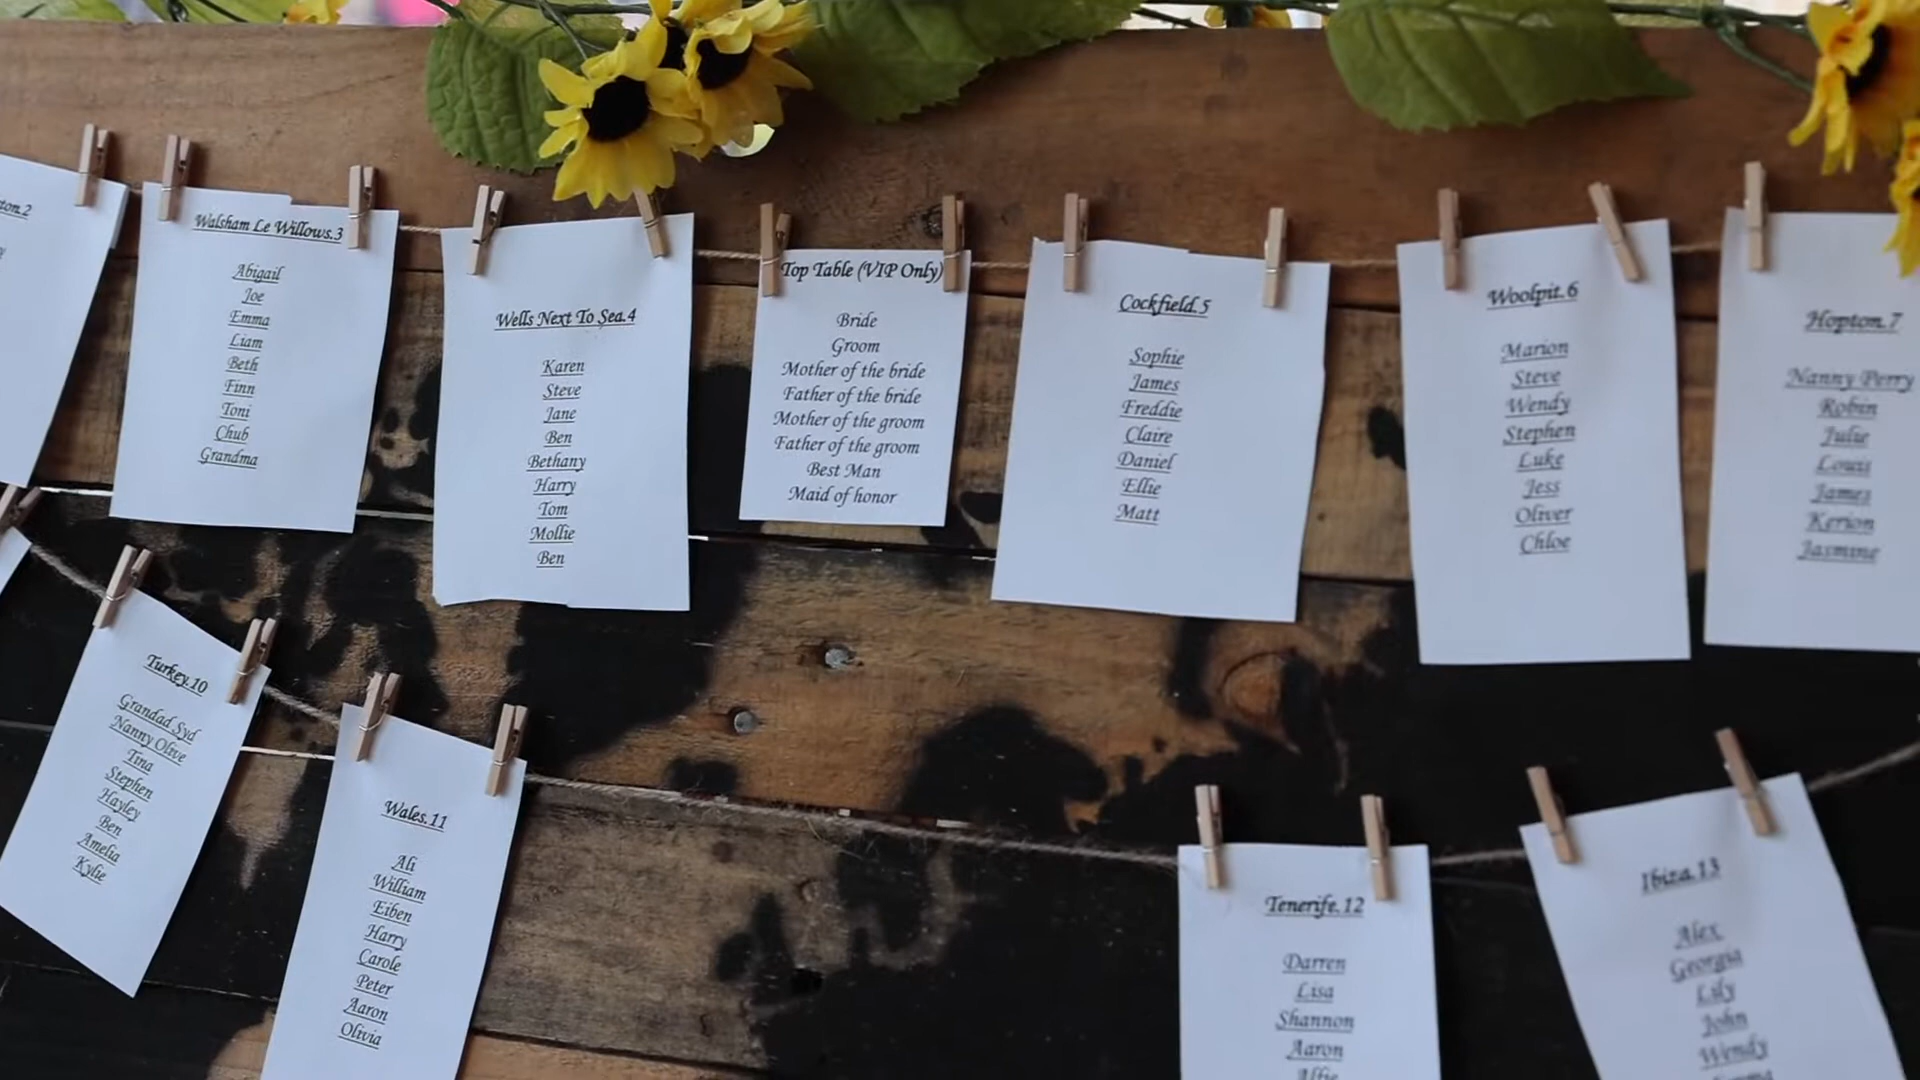 ton.2
Walsham Le Willows.3
Abigail
Joe
Emma
Liam
Beth
Finn
Toni
Chub
Grandma
Wells Next To Sea.4
Karen
Steve
Jane
Ben
Bethany
Harry
Tom
Mollie
Ben
Top Table (VIP Only)
Bride
Groom
Mother of the bride
Father of the bride
Mother of the groom
Father of the groom
Best Man
Maid of honor
Cockfield.5
Sophie
James
Freddie
Claire
Daniel
Ellie
Matt
Woolpit.6
Marion
Steve
Wendy
Stephen
Luke
Jess
Oliver
Chloe
Hopton.7
Nanny Perry
Robin
Julie
Louis
James
Kerion
Jasmine
Turkey.10
Grandad Syd
Nanny Olive
Tina
Stephen
Hayley
Ben
Amelia
Kylie
Wales.11
Ali
William
Eiben
Harry
Carole
Peter
Aaron
Olivia
Tenerife.12
Darren
Lisa
Shannon
Aaron
Alfie
Ibiza.13
Alex
Georgia
Lily
John
Wendy